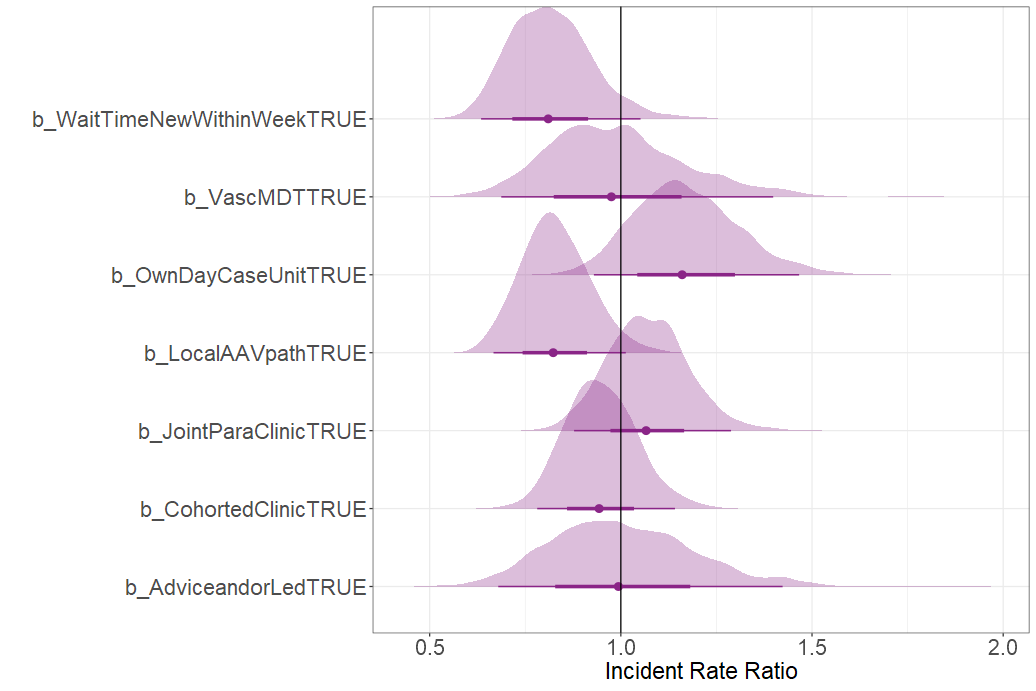 b_WaitTimeNewWithinWeekTRUE
b_VascMDTTRUE
b_OwnDayCaseUnitTRUE
b_LocalAAVpathTRUE
b_JointParaClinicTRUE
b_CohortedClinicTRUE
b_AdviceandorLedTRUE
0.5 1.0 1.5 2.0
Incident Rate Ratio